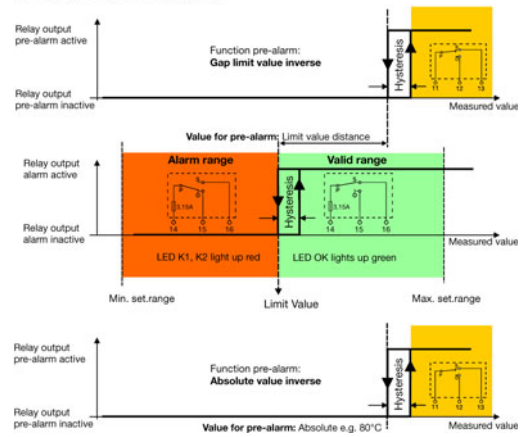 Relay output
pre-alarm active
Function pre-alarm:
Gap limit value inverse
Hysteresis
11 12 13
Relay output
pre-alarm inactive
Measured value
Value for pre-alarm: Limit value distance
Relay output
alarm active
Alarm range
Valid range
3,15A
14 15 16
Hysteresis
3,15A
14 15 16
Relay output
alarm inactive
Measured value
LED K1, K2 light up red
LED OK lights up green
Min. set.range
Limit Value
Max. set.range
Relay output
pre-alarm active
Function pre-alarm:
Absolute value inverse
Hysteresis
11 12 13
Relay output
pre-alarm inactive
Measured value
Value for pre-alarm: Absolute e.g. 80°C